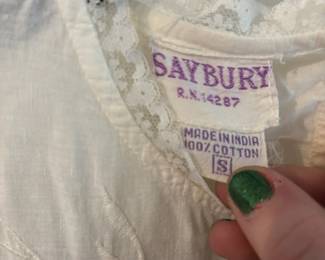 SAYBURY
R.N.14287
MADE IN INDIA
100% COTTON
S